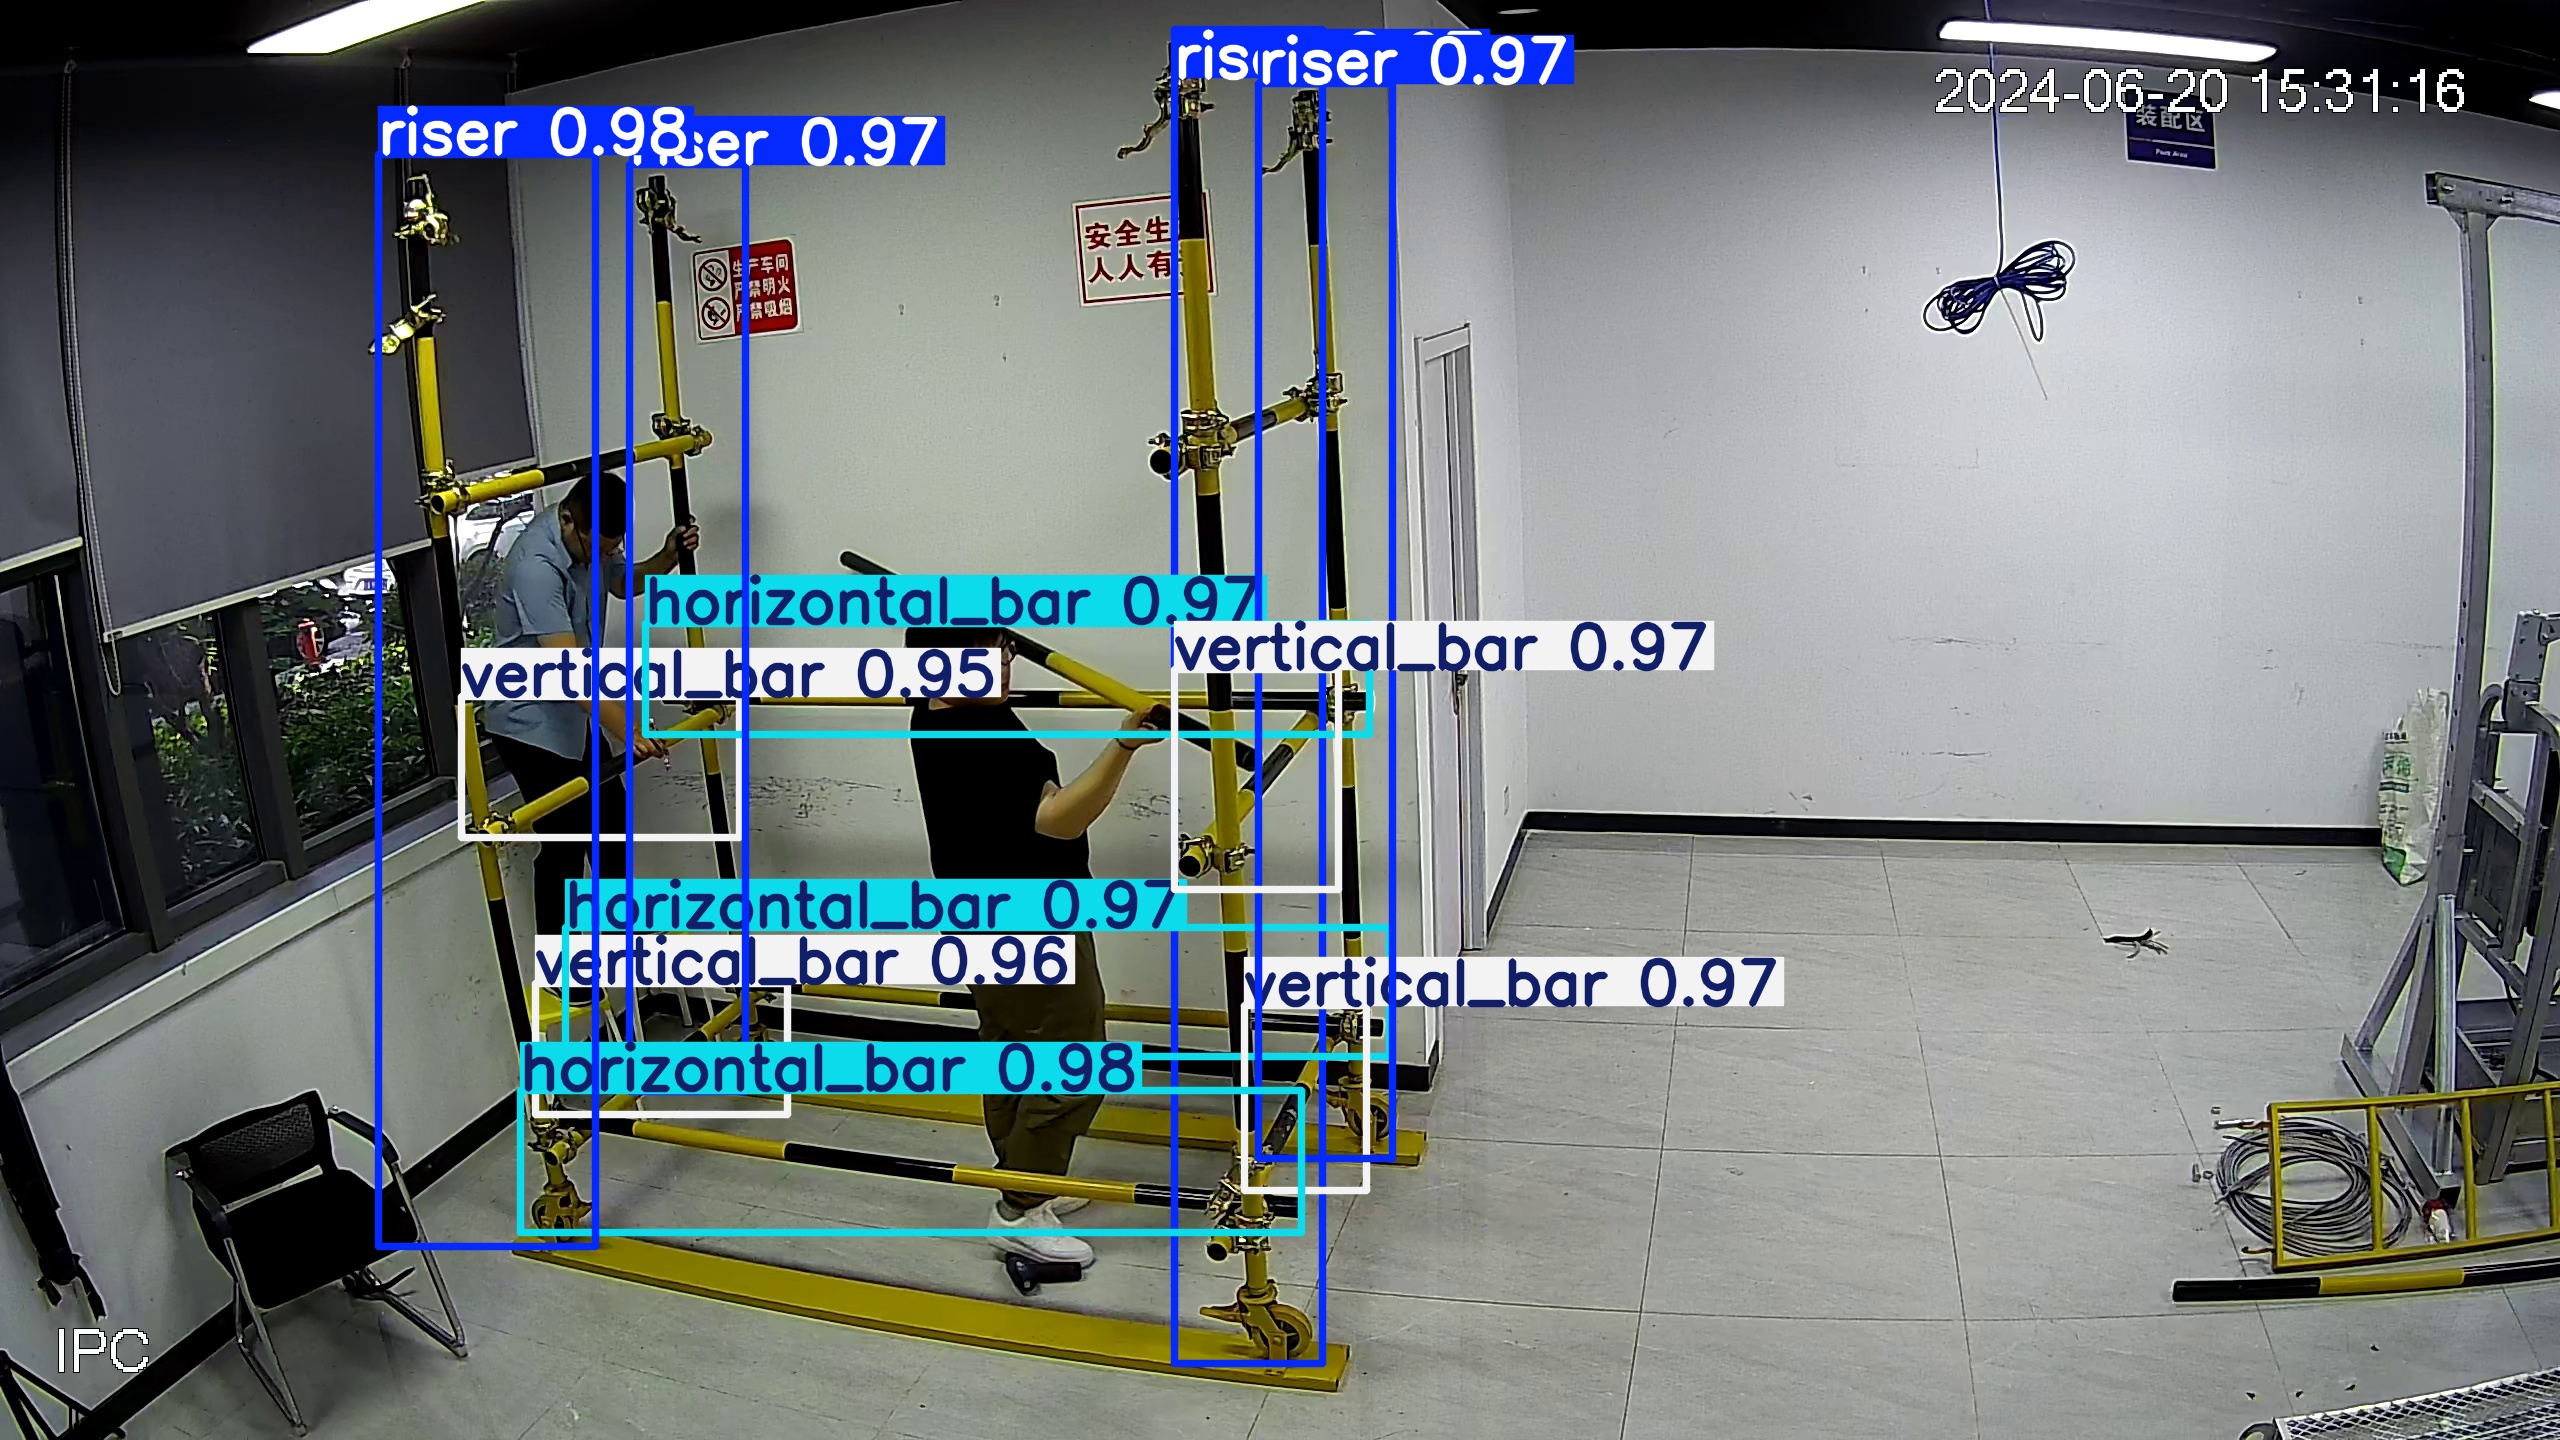 riser 0.97
2024-06-20 15:31:16
装配区
riser 0.98
riser 0.97
安全生
人人有
生产车间
严禁明火
严禁吸烟
horizontal_bar 0.97
vertical_bar 0.97
vertical_bar 0.95
horizontal_bar 0.97
vertical_bar 0.96
vertical_bar 0.97
horizontal_bar 0.98
IPC